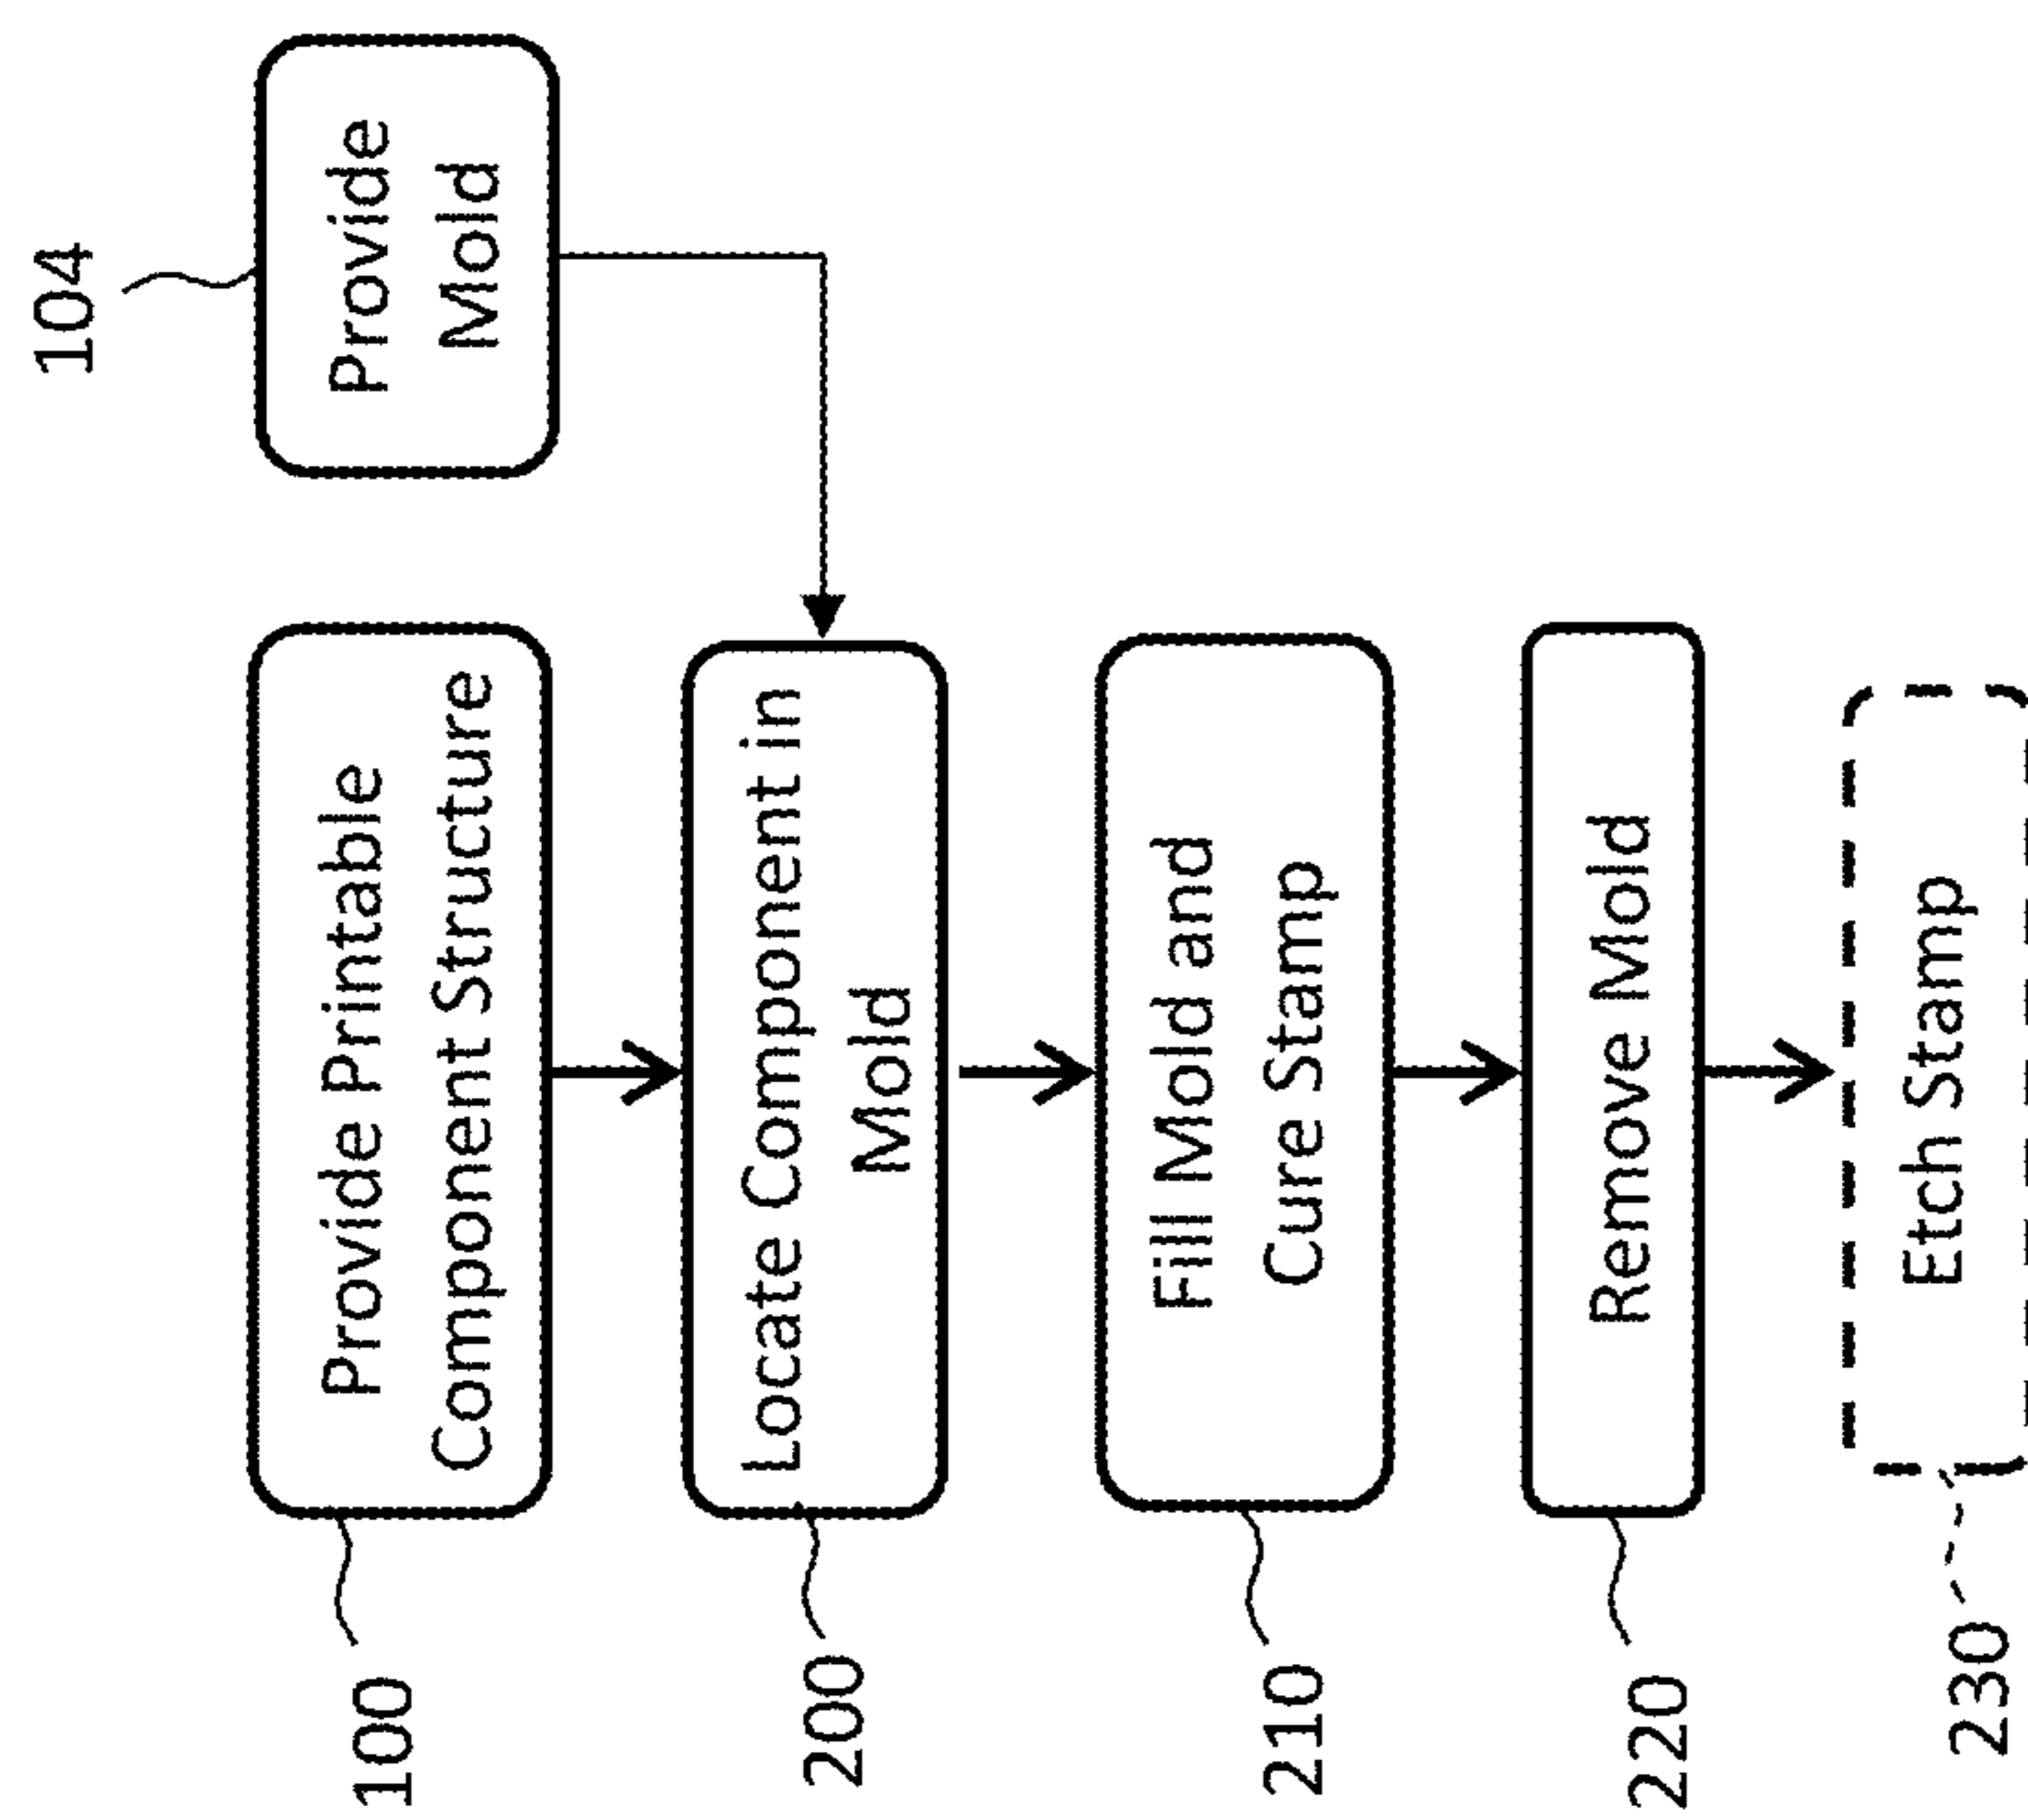 104
Provide
Mold
100
Provide Printable
Component Structure
200
Locate Component in
Mold
210
Fill Mold and
Cure Stamp
220
Remove Mold
230
Etch Stamp